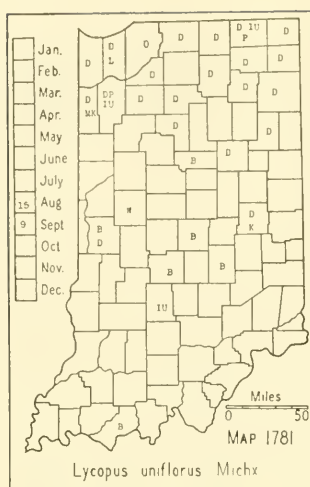 Jan.
Feb.
Mar.
Apr.
May
June
July
15 Aug
9 Sept
Oct
Nov.
Dec.
D IU P D
D D L O D
D D D
D DP IU D D D D
MK
D D
B D
W D K
B D B
B B
IU
B
Miles
0 50
MAP 1781
Lycopus uniflorus Michx